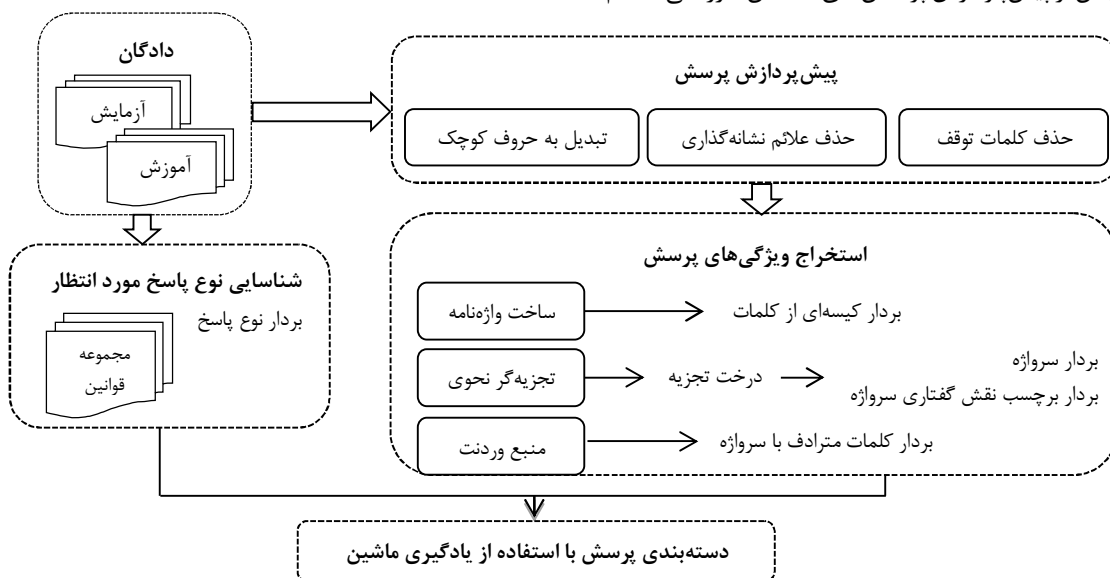 دادگان
آزمایش
آموزش
پیش‌پردازش پرسش
حذف کلمات توقف
حذف علائم نشانه‌گذاری
تبدیل به حروف کوچک
شناسایی نوع پاسخ مورد انتظار
بردار نوع پاسخ
مجموعه
قوانین
استخراج ویژگی‌های پرسش
ساخت واژه‌نامه
بردار کیسه‌ای از کلمات
تجزیه‌گر نحوی
درخت تجزیه
بردار سرواژه
بردار برچسب نقش گفتاری سرواژه
منبع وردنت
بردار کلمات مترادف با سرواژه
دسته‌بندی پرسش با استفاده از یادگیری ماشین